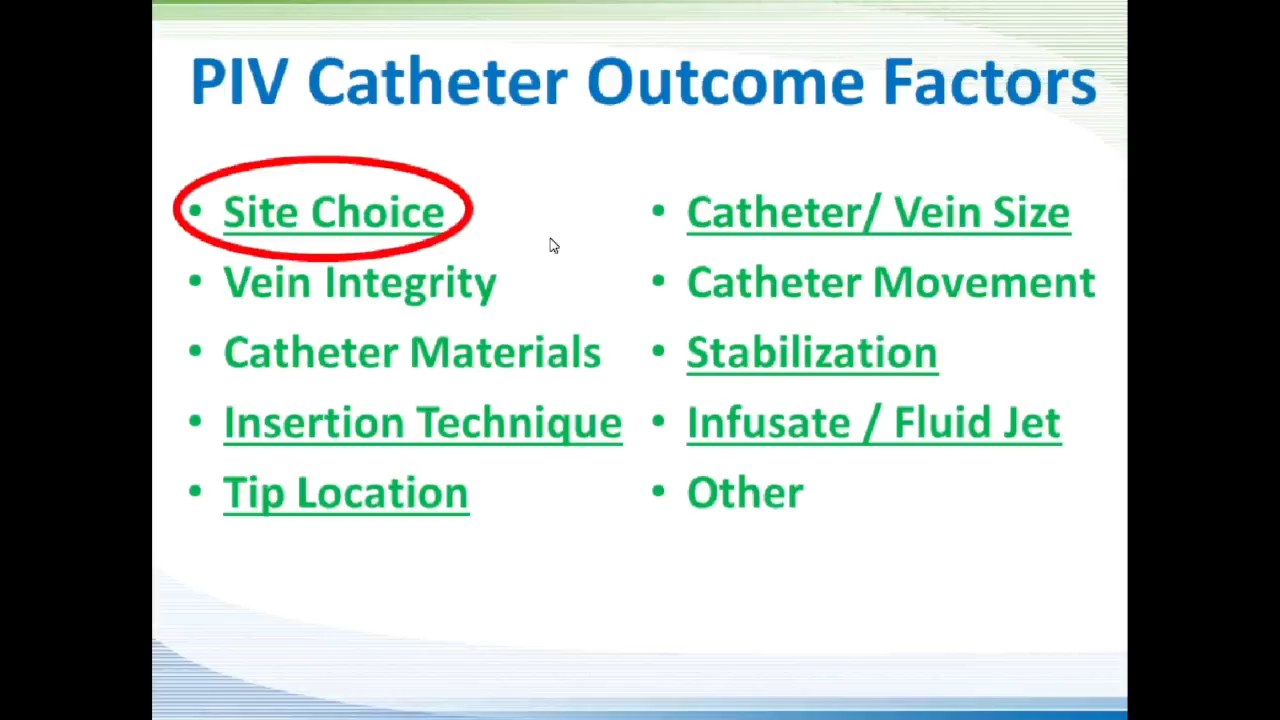 PIV Catheter Outcome Factors
• Site Choice
• Vein Integrity
• Catheter Materials
• Insertion Technique
• Tip Location
• Catheter/ Vein Size
• Catheter Movement
• Stabilization
• Infusate / Fluid Jet
• Other